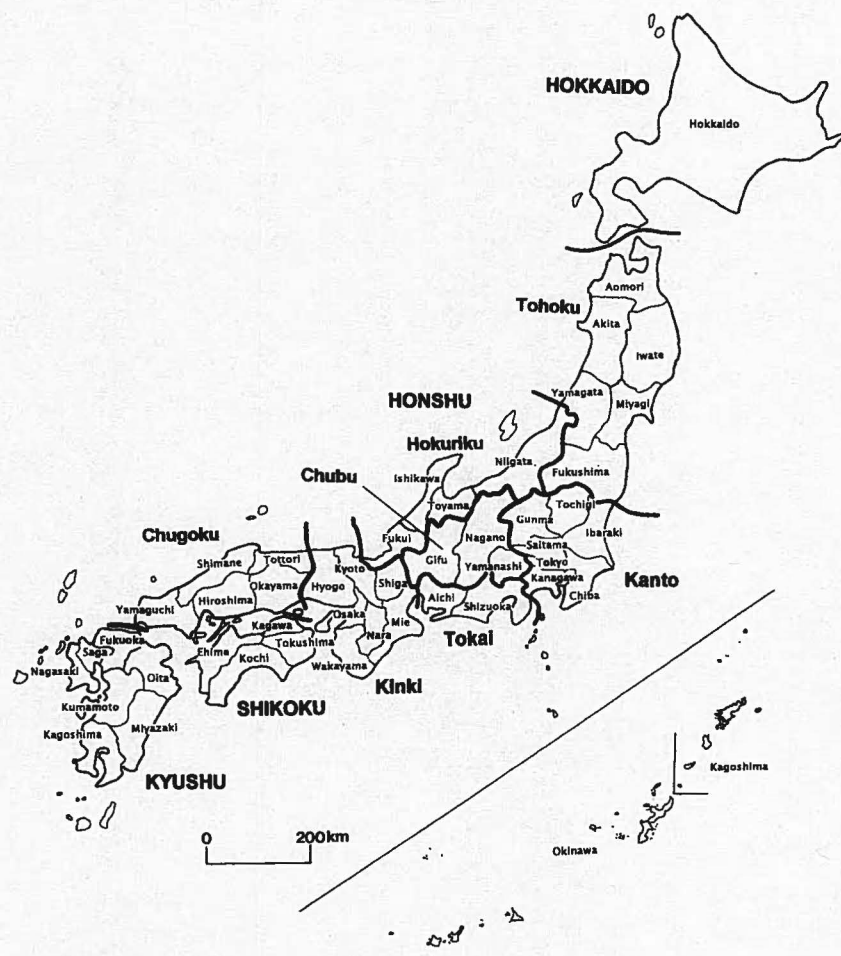 HOKKAIDO
Hokkaido
Aomori
Tohoku
Akita
Iwate
HONSHU
Yamagata
Miyagi
Hokuriku
Niigata
Fukushima
Ishikawa
Chubu
Toyama
Tochigi
Gunma
Ibaraki
Chugoku
Fukui
Nagano
Saitama
Shimane
Tottori
Kyoto
Gifu
Tokyo
Yamanashi
Kanagawa
Kanto
Okayama
Hyogo
Shiga
Chiba
Hiroshima
Aichi
Shizuoka
Yamaguchi
Osaka
Mie
Kagawa
Tokai
Fukuoka
Tokushima
Nara
Saga
Ehima
Kochi
Wakayama
Nagasaki
Oita
Kinki
Kumamoto
SHIKOKU
Kagoshima
Miyazaki
KYUSHU
Kagoshima
0 200km
Okinawa